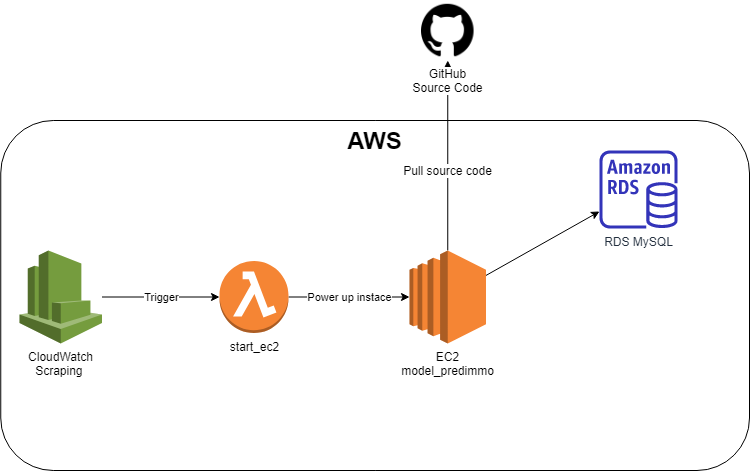 GitHub
Source Code
AWS
Pull source code
Amazon
RDS
RDS MySQL
Trigger
Power up instace
start_ec2
CloudWatch
Scraping
EC2
model_predimmo